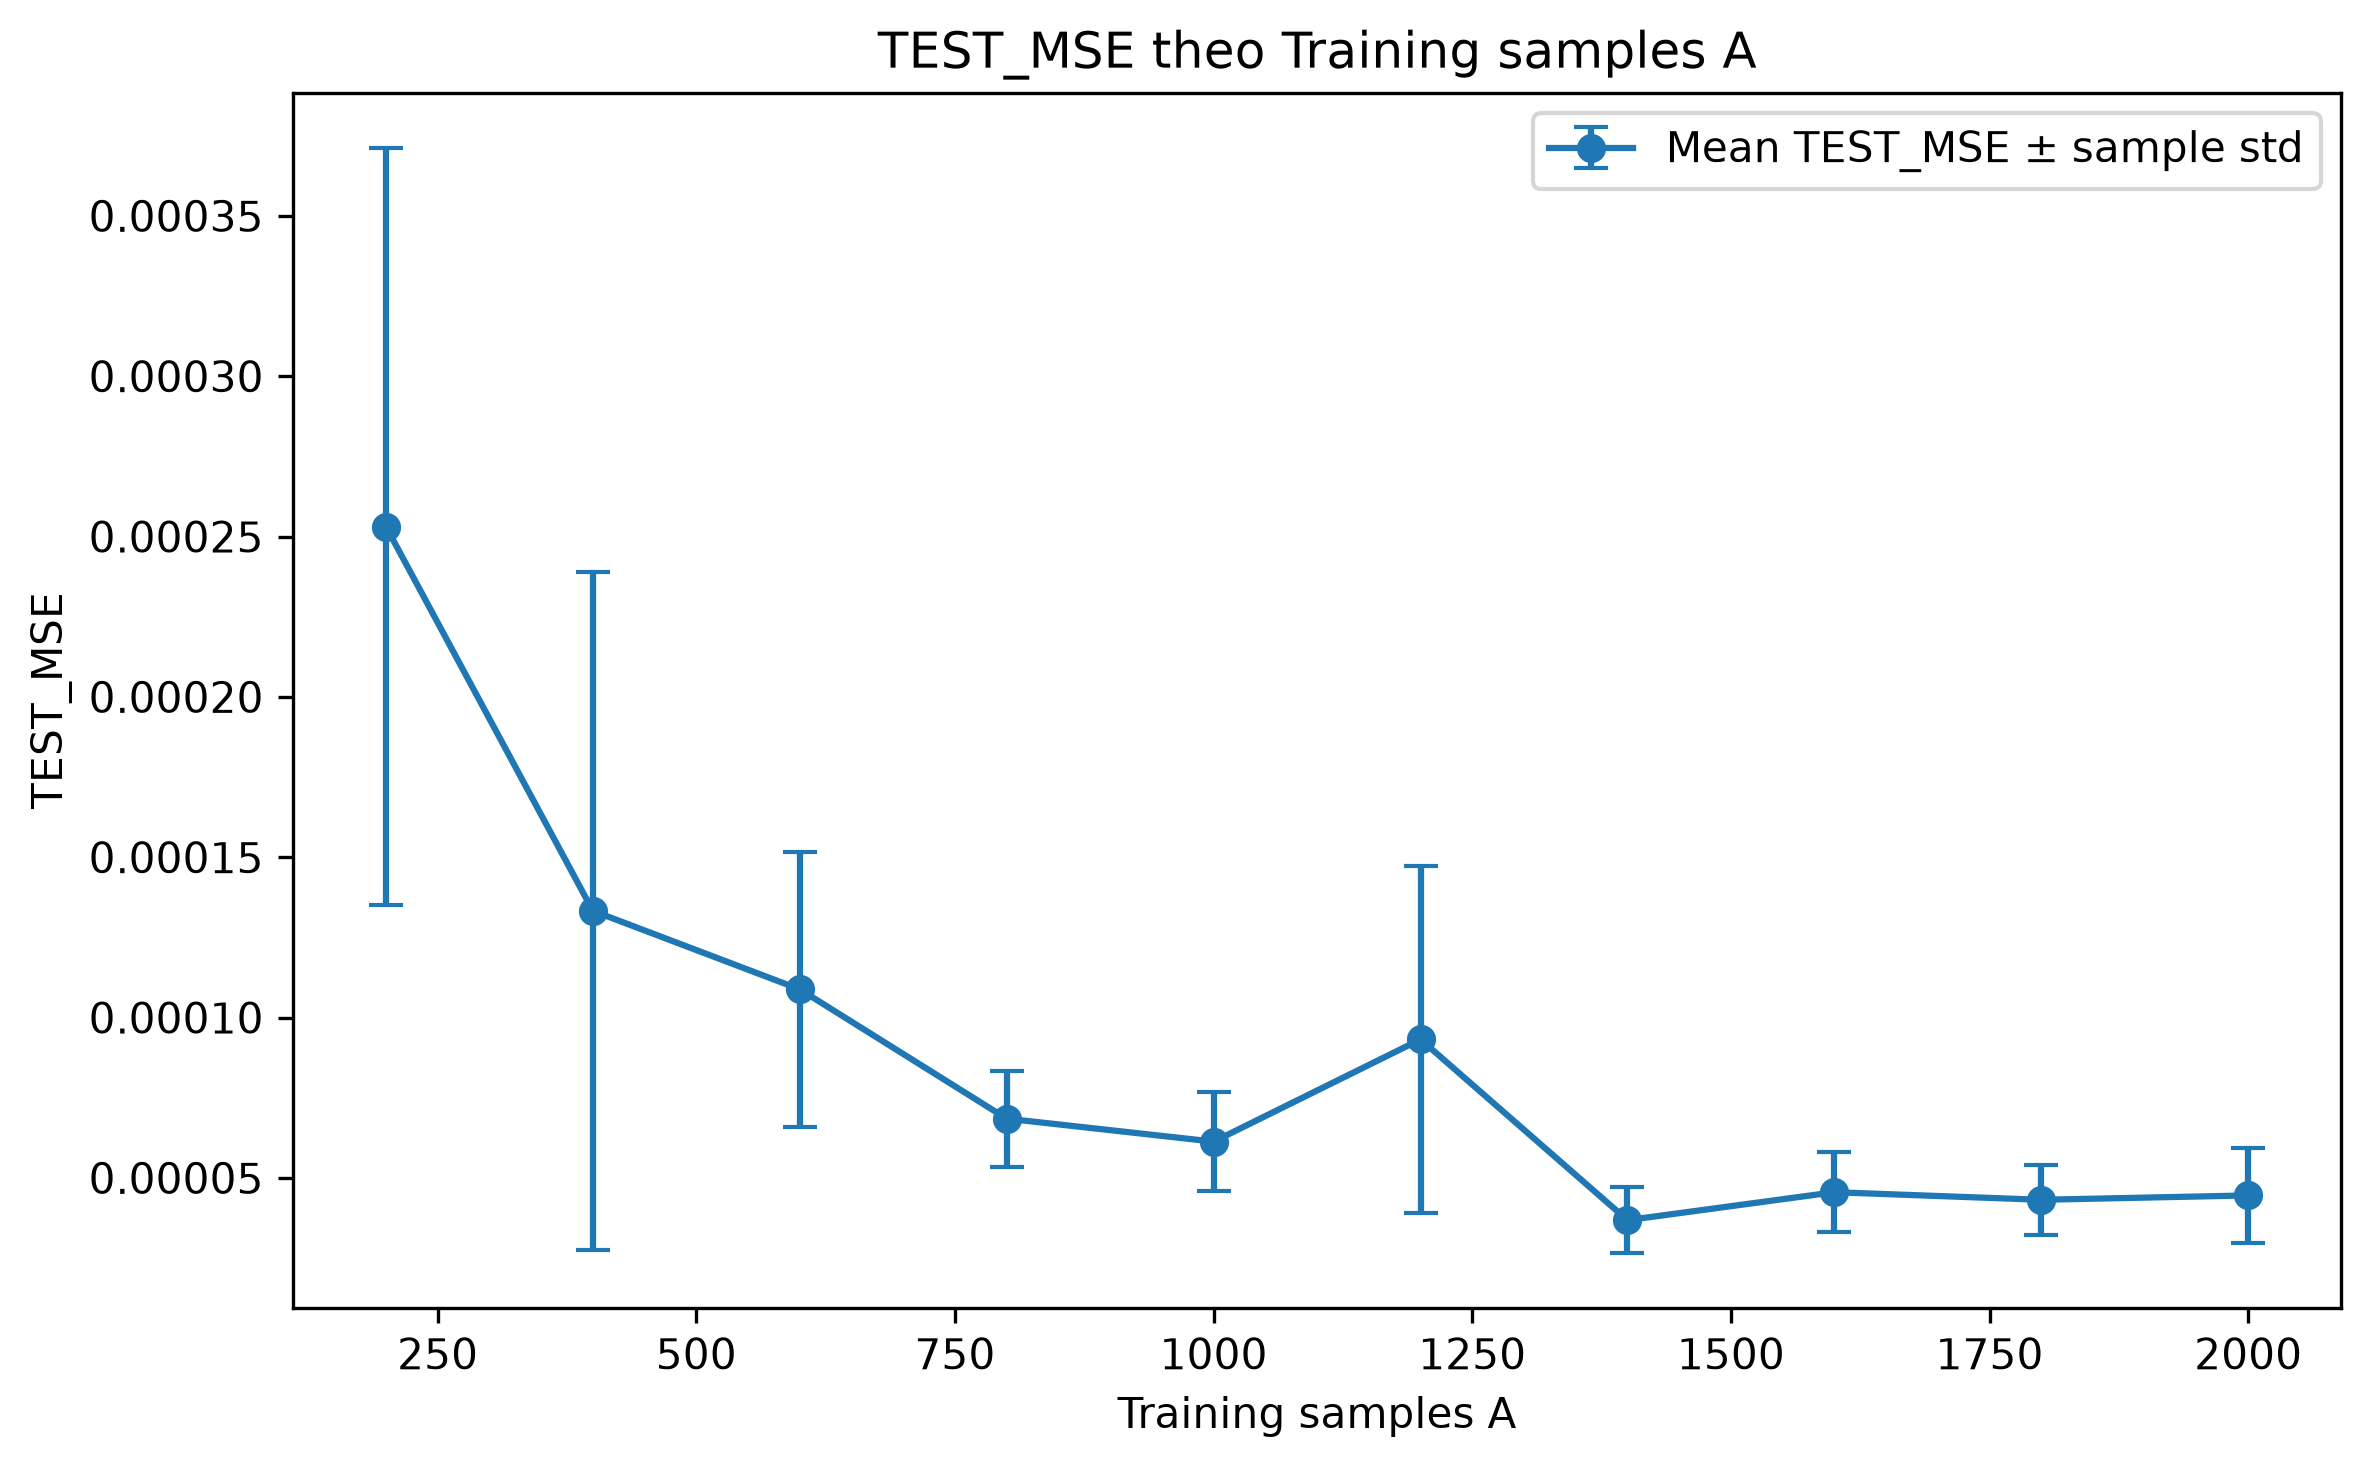 TEST_MSE theo Training samples A
Mean TEST_MSE ± sample std
TEST_MSE
0.00035
0.00030
0.00025
0.00020
0.00015
0.00010
0.00005
250 500 750 1000 1250 1500 1750 2000
Training samples A